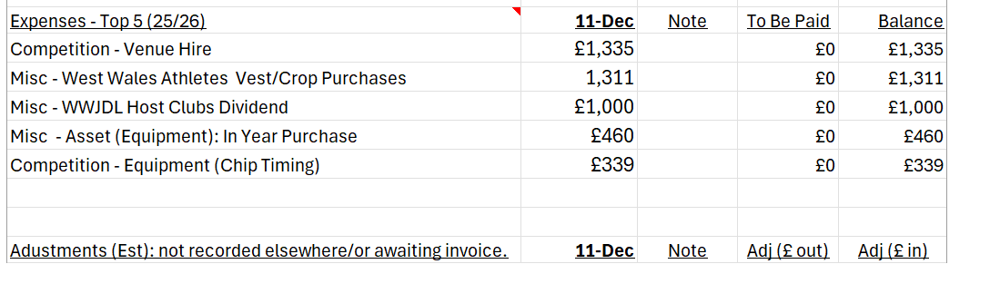 Expenses - Top 5 (25/26) 11-Dec Note To Be Paid Balance
Competition - Venue Hire £1,335 £0 £1,335
Misc - West Wales Athletes  Vest/Crop Purchases 1,311 £0 £1,311
Misc - WWJDL Host Clubs Dividend £1,000 £0 £1,000
Misc  - Asset (Equipment): In Year Purchase £460 £0 £460
Competition - Equipment (Chip Timing) £339 £0 £339
Adustments (Est): not recorded elsewhere/or awaiting invoice. 11-Dec Note Adj (£ out) Adj (£ in)